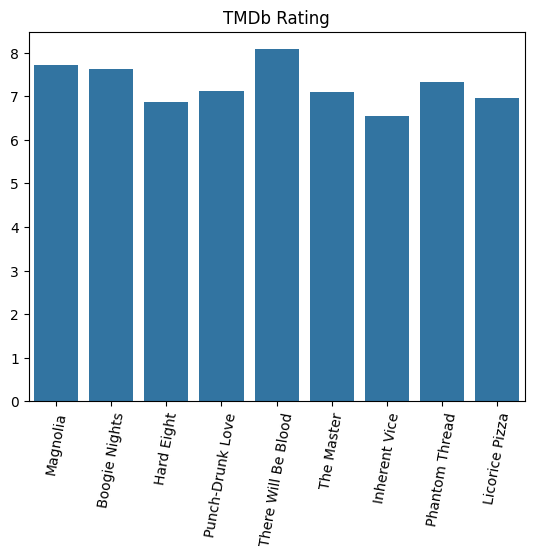 TMDb Rating
8
7
6
5
4
3
2
1
0
Magnolia
Boogie Nights
Hard Eight
Punch-Drunk Love
There Will Be Blood
The Master
Inherent Vice
Phantom Thread
Licorice Pizza